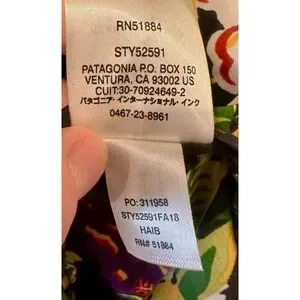 RN51884
STY52591
PATAGONIA P.O. BOX 150
VENTURA, CA 93002 US
CUIT:30-70924649-2
パタゴニア・インターナショナル・インク
0467-23-8961
PO: 311958
STY52591FA18
HAIB
RN# 51884